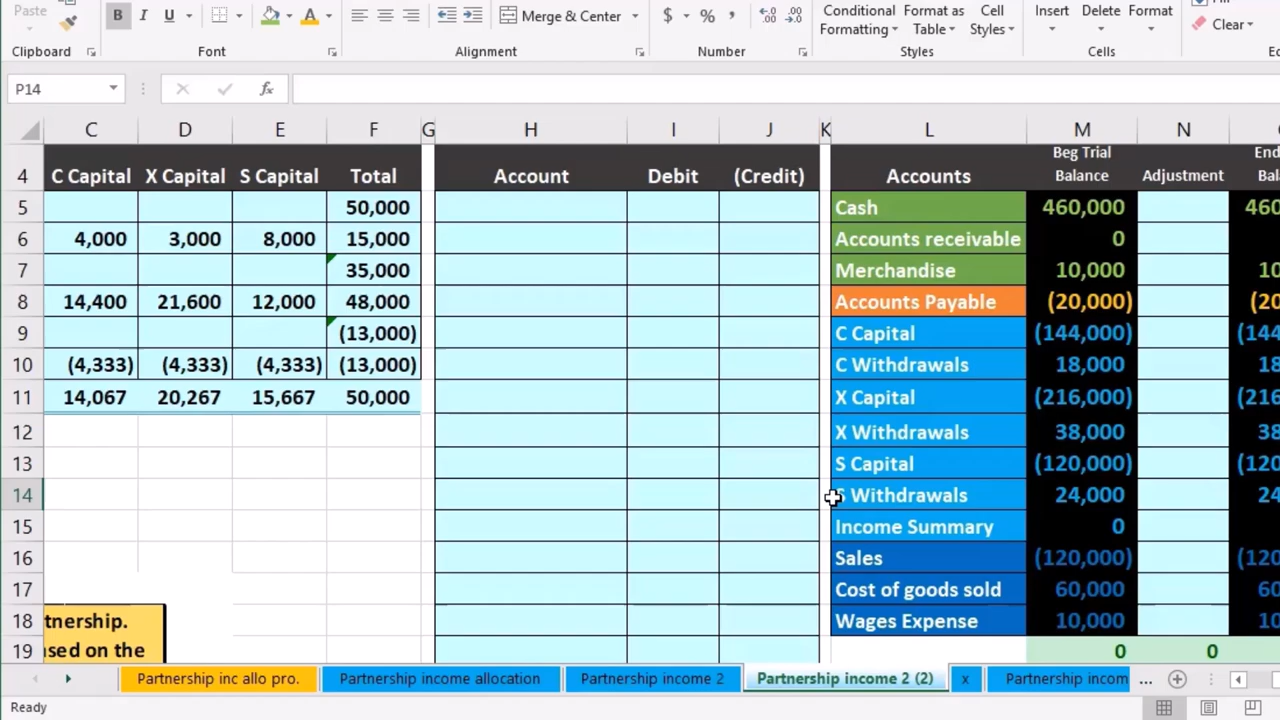 Paste
B I U A Merge & Center $ % , Conditional Formatting Format as Table Cell Styles Insert Delete Format Clear
Clipboard Font Alignment Number Styles Cells
P14 fx
C D E F G H I J K L M N
4 C Capital X Capital S Capital Total Account Debit (Credit) Accounts Beg Trial Balance Adjustment
5 50,000 Cash 460,000 460
6 4,000 3,000 8,000 15,000 Accounts receivable 0
7 35,000 Merchandise 10,000 10
8 14,400 21,600 12,000 48,000 Accounts Payable (20,000) (20
9 (13,000) C Capital (144,000) (144
10 (4,333) (4,333) (4,333) (13,000) C Withdrawals 18,000 18
11 14,067 20,267 15,667 50,000 X Capital (216,000) (216
12 X Withdrawals 38,000 38
13 S Capital (120,000) (120
14 Withdrawals 24,000 24
15 Income Summary 0
16 Sales (120,000) (120
17 Cost of goods sold 60,000 60
18 tnership. Wages Expense 10,000 10
19 sed on the 0 0
Partnership inc allo pro. Partnership income allocation Partnership income 2 Partnership income 2 (2) x Partnership incom ...
Ready